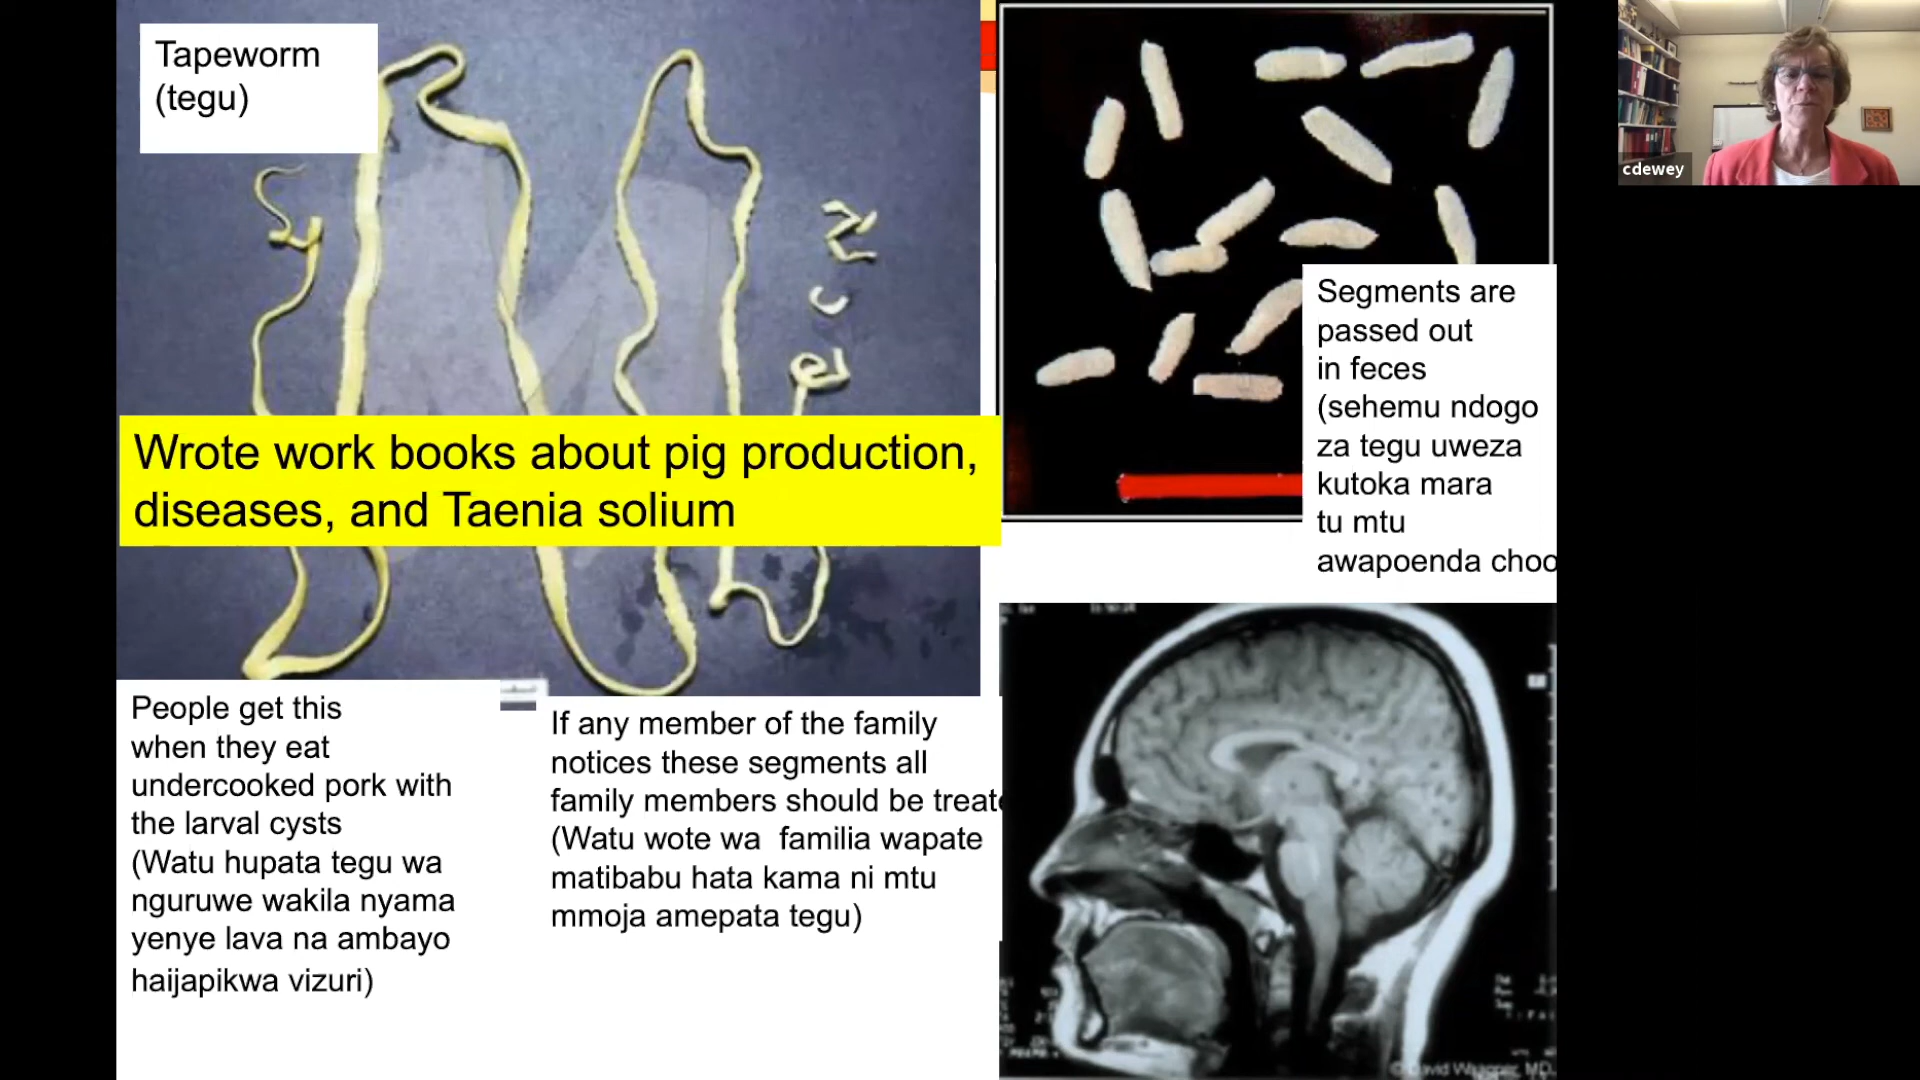 Tapeworm
(tegu)
Wrote work books about pig production,
diseases, and Taenia solium
People get this
when they eat
undercooked pork with
the larval cysts
(Watu hupata tegu wa
nguruwe wakila nyama
yenye lava na ambayo
haijapikwa vizuri)
If any member of the family
notices these segments all
family members should be treate
(Watu wote wa familia wapate
matibabu hata kama ni mtu
mmoja amepata tegu)
Segments are
passed out
in feces
(sehemu ndogo
za tegu uweza
kutoka mara
tu mtu
awapoenda choo
cdewey